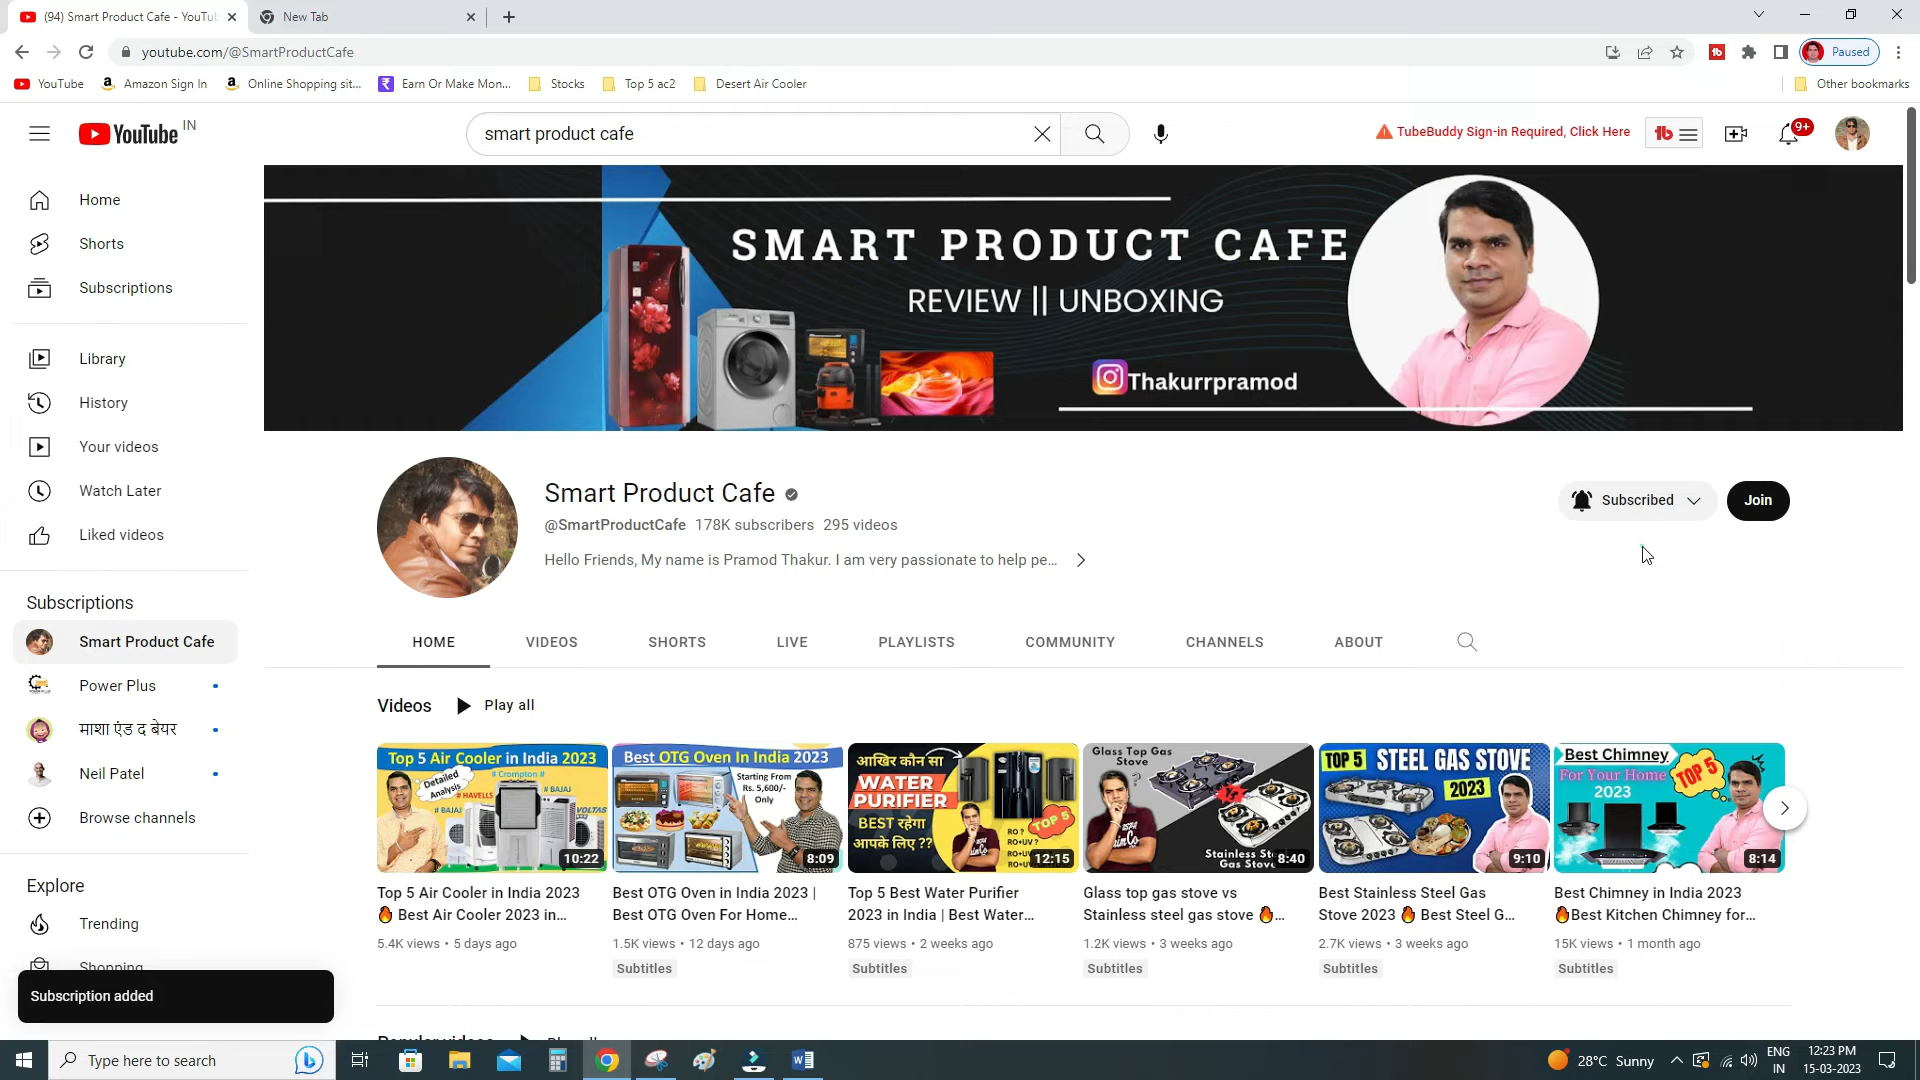 (94) Smart Product Cafe - YouTu
New Tab
youtube.com/@SmartProductCafe
Paused
YouTube
Amazon Sign In
Online Shopping sit...
Earn Or Make Mon...
Stocks
Top 5 ac2
Desert Air Cooler
Other bookmarks
YouTube IN
smart product cafe
TubeBuddy Sign-in Required, Click Here
9+
Home
Shorts
Subscriptions
Library
History
Your videos
Watch Later
Liked videos
Subscriptions
Smart Product Cafe
Power Plus
माशा एंड द बेयर
Neil Patel
Browse channels
Explore
Trending
Shopping
Subscription added
SMART PRODUCT CAFE
REVIEW || UNBOXING
Thakurrpramod
Smart Product Cafe
@SmartProductCafe 178K subscribers 295 videos
Hello Friends, My name is Pramod Thakur. I am very passionate to help pe...
Subscribed
Join
HOME
VIDEOS
SHORTS
LIVE
PLAYLISTS
COMMUNITY
CHANNELS
ABOUT
Videos
Play all
Top 5 Air Cooler in India 2023
Detailed
Analysis
# Crompton #
# HAVELLS
# BAJAJ
# BAJAJ
VOLTAS
10:22
Top 5 Air Cooler in India 2023
🔥 Best Air Cooler 2023 in...
5.4K views • 5 days ago
Best OTG Oven In India 2023
Starting From
Rs. 5,600/-
Only
8:09
Best OTG Oven in India 2023 |
Best OTG Oven For Home...
1.5K views • 12 days ago
Subtitles
आखिर कौन सा
WATER
PURIFIER
BEST रहेगा
आपके लिए ??
TOP 5
RO ?
RO+UV ?
12:15
Top 5 Best Water Purifier
2023 in India | Best Water...
875 views • 2 weeks ago
Subtitles
Glass Top Gas
Stove
?
Stainless
Gas Stove
8:40
Glass top gas stove vs
Stainless steel gas stove 🔥...
1.2K views • 3 weeks ago
Subtitles
TOP 5 STEEL GAS STOVE
2023
9:10
Best Stainless Steel Gas
Stove 2023 🔥 Best Steel G...
2.7K views • 3 weeks ago
Subtitles
Best Chimney
For Your Home
2023
TOP 5
8:14
Best Chimney in India 2023
🔥Best Kitchen Chimney for...
15K views • 1 month ago
Subtitles
Type here to search
28°C Sunny
ENG
IN
12:23 PM
15-03-2023